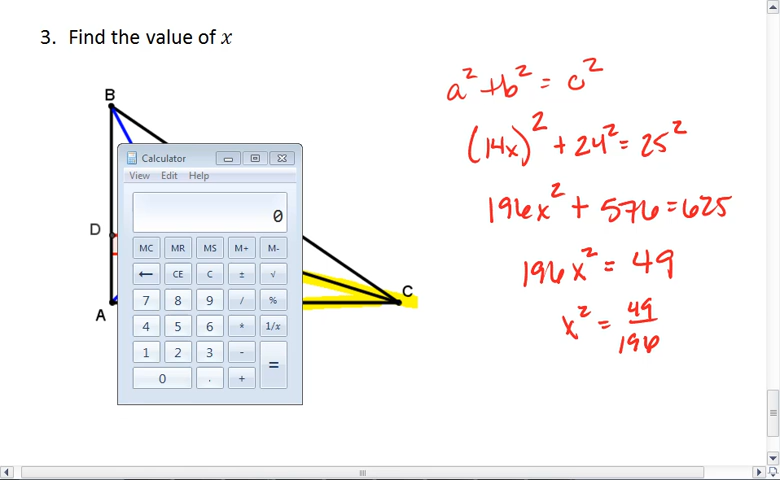 3. Find the value of x
B
D
A
C
Calculator
View Edit Help
0
MC MR MS M+ M-
← CE C ± √
7 8 9 / %
4 5 6 * 1/x
1 2 3 - =
0 . +
a² + b² = c²
(14x)² + 24² = 25²
196x² + 576 = 625
196x² = 49
x² = 49/196